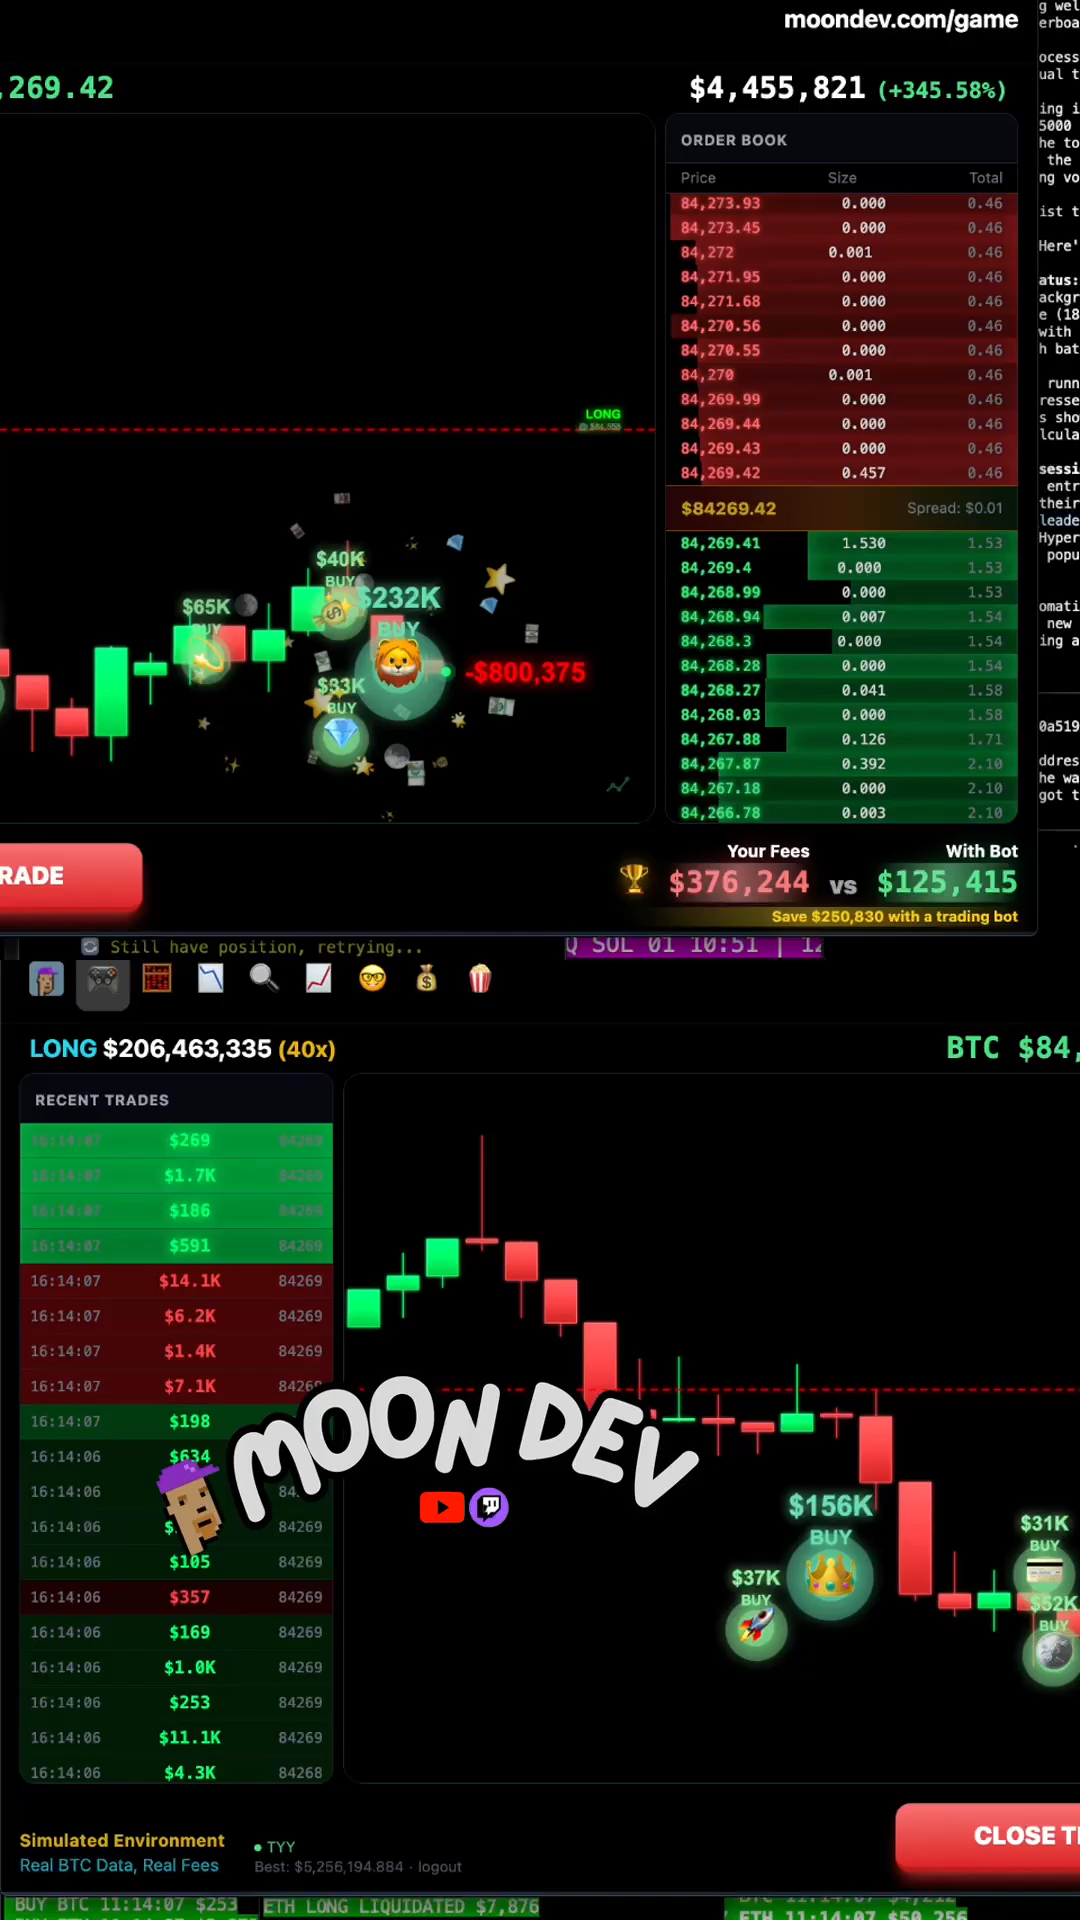 moondev.com/game
,269.42
$4,455,821 (+345.58%)
ORDER BOOK
Price Size Total
84,273.93 0.000 0.46
84,273.45 0.000 0.46
84,272 0.001 0.46
84,271.95 0.000 0.46
84,271.68 0.000 0.46
84,270.56 0.000 0.46
84,270.55 0.000 0.46
84,270 0.001 0.46
84,269.99 0.000 0.46
84,269.44 0.000 0.46
84,269.43 0.000 0.46
84,269.42 0.457 0.46
$84269.42 Spread: $0.01
84,269.41 1.530 1.53
84,269.4 0.000 1.53
84,268.99 0.000 1.53
84,268.94 0.007 1.54
84,268.3 0.000 1.54
84,268.28 0.000 1.54
84,268.27 0.041 1.58
84,268.03 0.000 1.58
84,267.88 0.126 1.71
84,267.87 0.392 2.10
84,267.18 0.000 2.10
84,266.78 0.003 2.10
LONG
$40K
BUY
$232K
BUY
$65K
BUY
-$800,375
$33K
BUY
RADE
Your Fees With Bot
$376,244 vs $125,415
Save $250,830 with a trading bot
Still have position, retrying...
SOL 01 10:51 |
LONG $206,463,335 (40x)
BTC $84,
RECENT TRADES
16:14:07 $269 84269
16:14:07 $1.7K 84269
16:14:07 $186 84269
16:14:07 $591 84269
16:14:07 $14.1K 84269
16:14:07 $6.2K 84269
16:14:07 $1.4K 84269
16:14:07 $7.1K 84269
16:14:07 $198 84269
16:14:06 $634 84269
16:14:06 84
16:14:06 $ 84269
16:14:06 $105 84269
16:14:06 $357 84269
16:14:06 $169 84269
16:14:06 $1.0K 84269
16:14:06 $253 84269
16:14:06 $11.1K 84269
16:14:06 $4.3K 84268
MOON DEV
$156K
BUY
$37K
BUY
$31K
BUY
$52K
BUY
Simulated Environment
Real BTC Data, Real Fees
TYY
Best: $5,256,194.884 · logout
CLOSE T
BUY BTC 11:14:07 $253
ETH LONG LIQUIDATED $7,876
ETH 11:14:07 $50,256